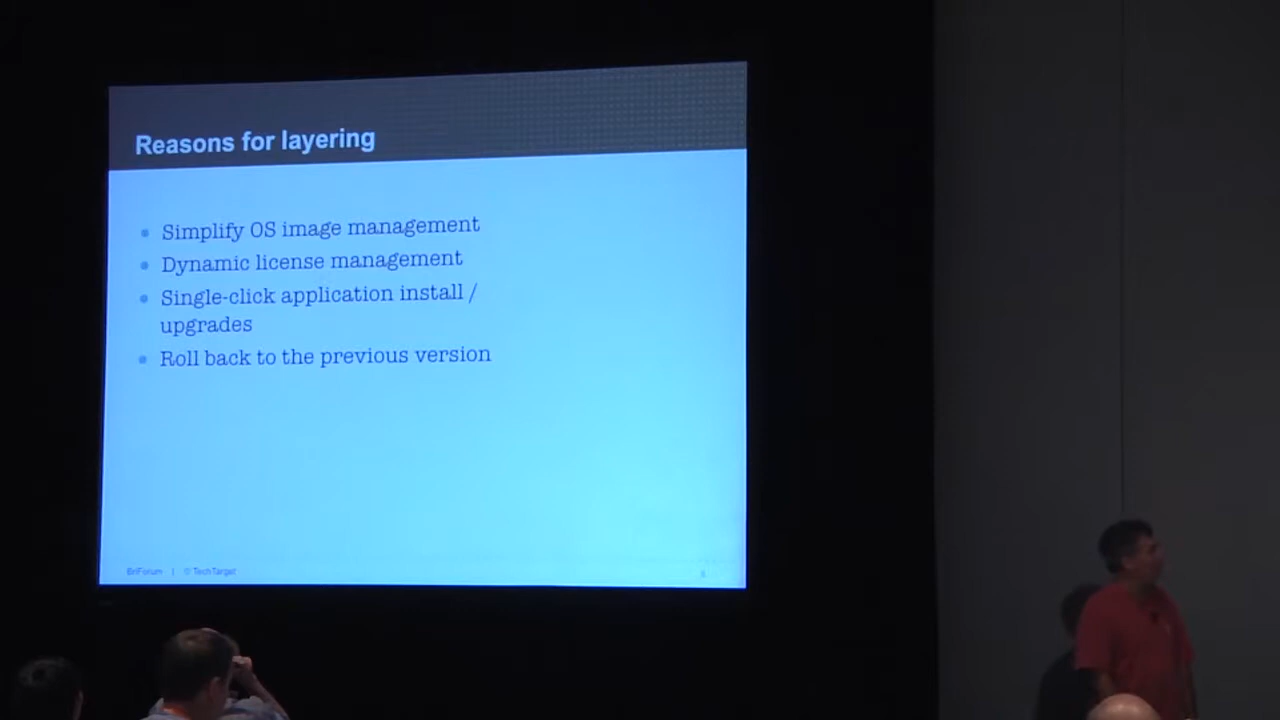 Reasons for layering
• Simplify OS image management
• Dynamic license management
• Single-click application install /
upgrades
• Roll back to the previous version
BriForum | © TechTarget